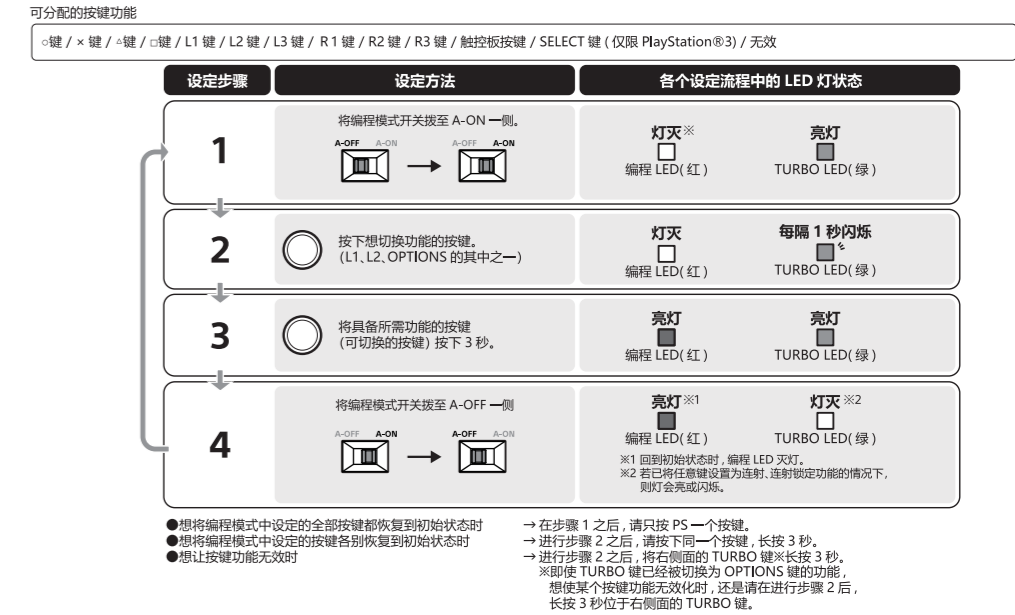 可分配的按键功能
○键 / × 键 / △键 / □键 / L1 键 / L2 键 / L3 键 / R 1 键 / R2 键 / R3 键 / 触控板按键 / SELECT 键 ( 仅限 PlayStation®3) / 无效
设定步骤 设定方法 各个设定流程中的 LED 灯状态
1
将编程模式开关拨至 A-ON 一侧。
A-OFF A-ON → A-OFF A-ON
灯灭※ 亮灯
编程 LED( 红 ) TURBO LED( 绿 )
2
按下想切换功能的按键。
(L1、L2、OPTIONS 的其中之一)
灯灭 每隔 1 秒闪烁
编程 LED( 红 ) TURBO LED( 绿 )
3
将具备所需功能的按键
(可切换的按键) 按下 3 秒。
亮灯 亮灯
编程 LED( 红 ) TURBO LED( 绿 )
4
将编程模式开关拨至 A-OFF 一侧
A-OFF A-ON → A-OFF A-ON
亮灯※1 灯灭※2
编程 LED( 红 ) TURBO LED( 绿 )
※1 回到初始状态时 , 编程 LED 灭灯。
※2 若已将任意键设置为连射、连射锁定功能的情况下,
则灯会亮或闪烁。
●想将编程模式中设定的全部按键都恢复到初始状态时 → 在步骤 1 之后 , 请只按 PS 一个按键。
●想将编程模式中设定的按键各别恢复到初始状态时 → 进行步骤 2 之后 , 请按下同一个按键 , 长按 3 秒。
●想让按键功能无效时 → 进行步骤 2 之后 , 将右侧面的 TURBO 键※长按 3 秒。
※即使 TURBO 键已经被切换为 OPTIONS 键的功能 ,
想使某个按键功能无效化时 , 还是请在进行步骤 2 后 ,
长按 3 秒位于右侧面的 TURBO 键。